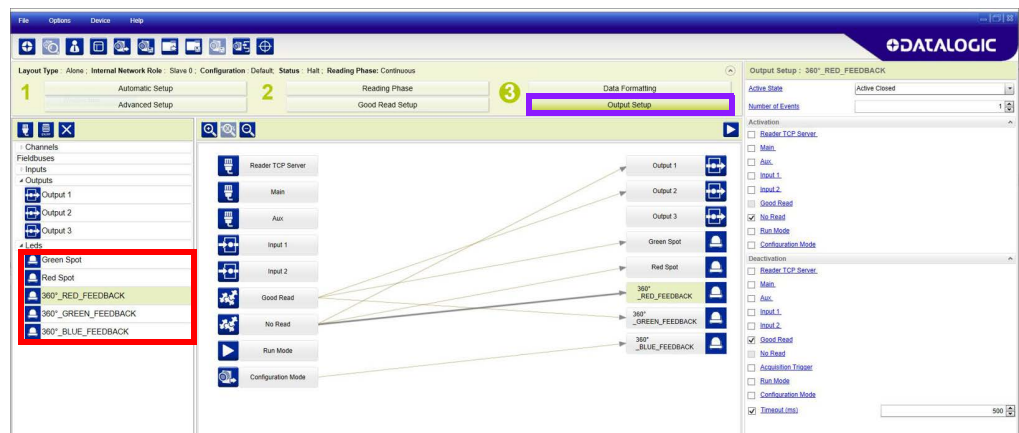 File Options Device Help
DATALOGIC
Layout Type : Alone ; Internal Network Role : Slave 0 ; Configuration : Default; Status : Halt ; Reading Phase: Continuous
1
Automatic Setup
Advanced Setup
2
Reading Phase
Good Read Setup
3
Data Formatting
Output Setup
Channels
Fieldbuses
Inputs
Outputs
Output 1
Output 2
Output 3
Leds
Green Spot
Red Spot
360°_RED_FEEDBACK
360°_GREEN_FEEDBACK
360°_BLUE_FEEDBACK
Reader TCP Server
Main
Aux
Input 1
Input 2
Good Read
No Read
Run Mode
Configuration Mode
Output 1
Output 2
Output 3
Green Spot
Red Spot
360°
_RED_FEEDBACK
360°
_GREEN_FEEDBACK
360°
_BLUE_FEEDBACK
Output Setup : 360°_RED_FEEDBACK
Active State Active Closed
Number of Events 1
Activation
Reader TCP Server
Main
Aux
Input 1
Input 2
Good Read
No Read
Run Mode
Configuration Mode
Deactivation
Reader TCP Server
Main
Aux
Input 1
Input 2
Good Read
No Read
Acquisition Trigger
Run Mode
Configuration Mode
Timeout (ms) 500